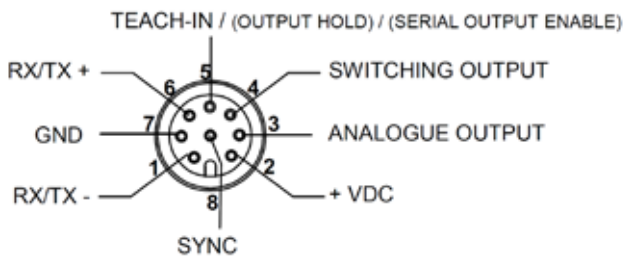 TEACH-IN / (OUTPUT HOLD) / (SERIAL OUTPUT ENABLE)
RX/TX +
6
5
4
SWITCHING OUTPUT
GND
7
3
ANALOGUE OUTPUT
RX/TX -
1
8
2
+ VDC
SYNC